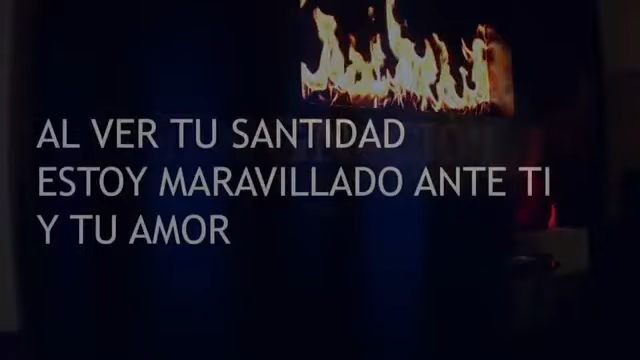 AL VER TU SANTIDAD
ESTOY MARAVILLADO ANTE TI
Y TU AMOR